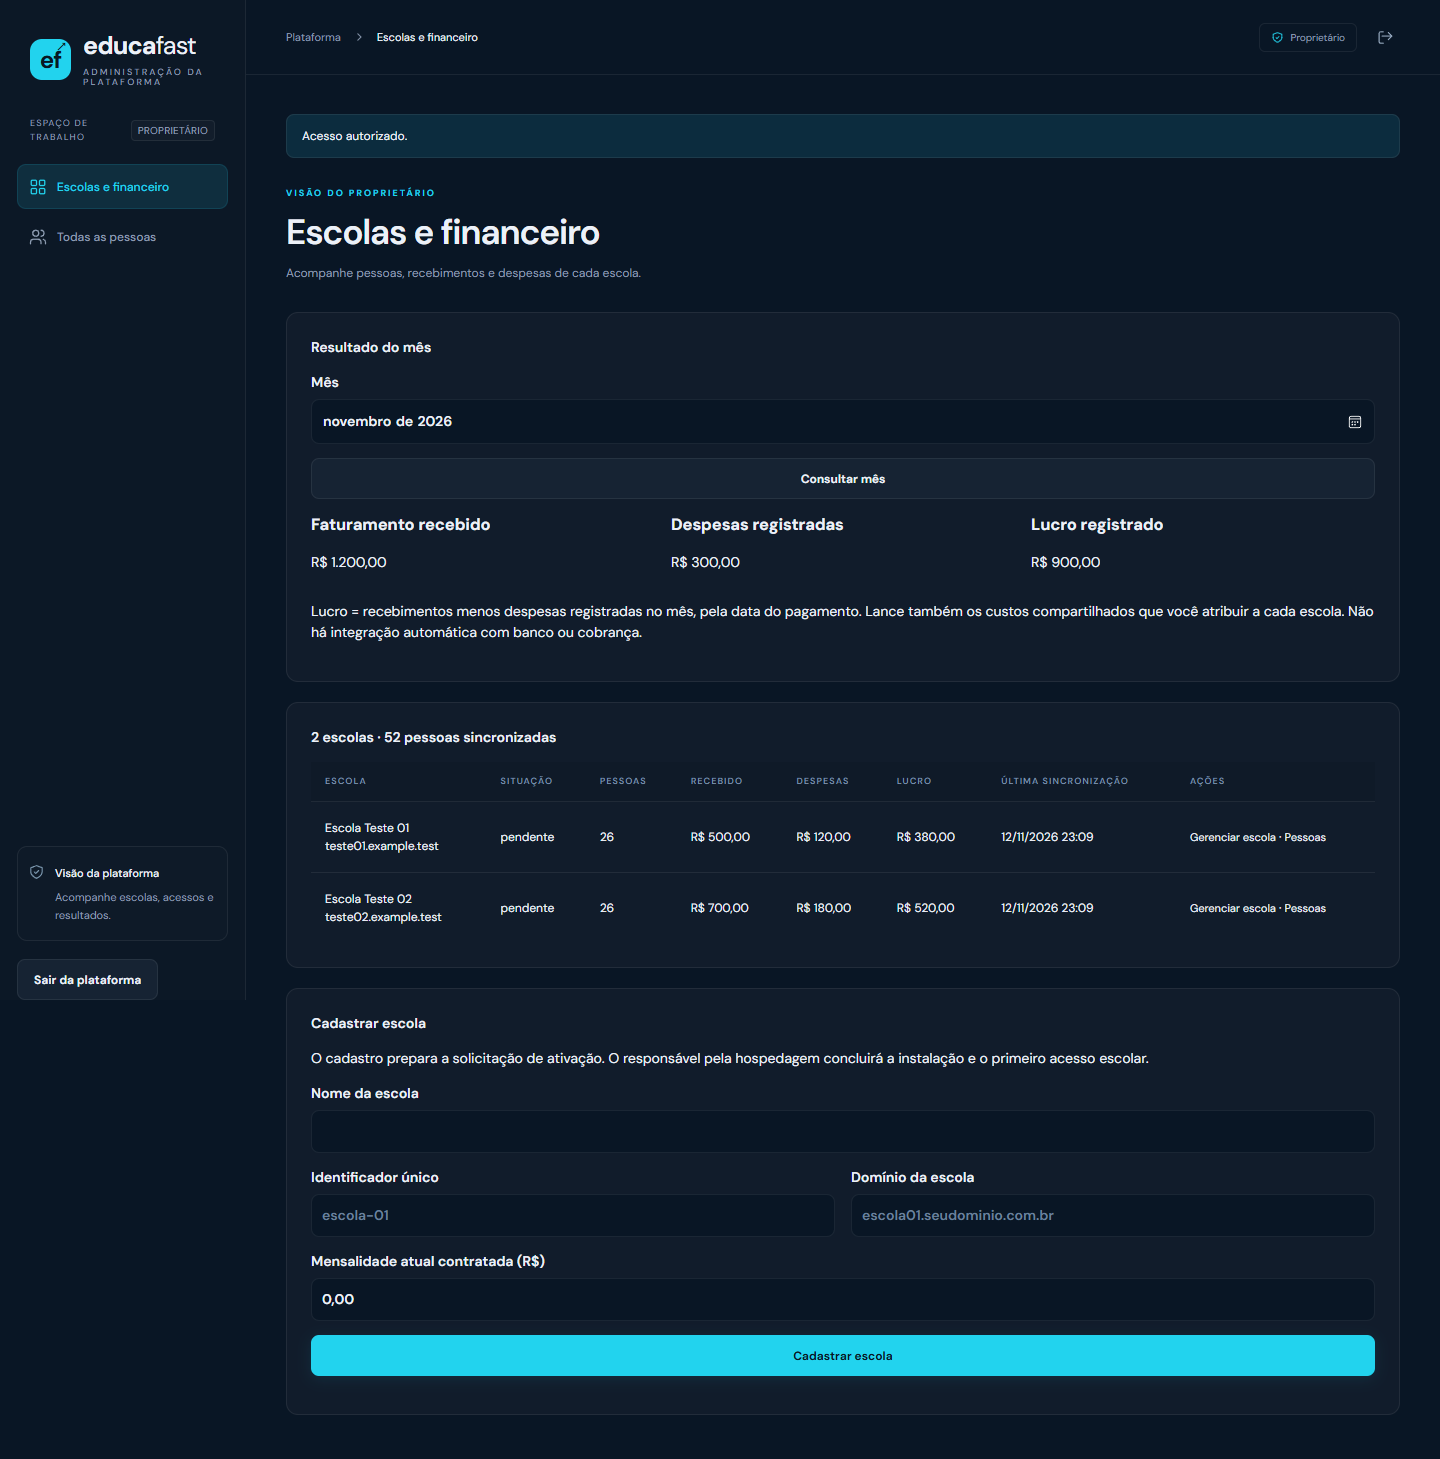 ef
educafast
ADMINISTRAÇÃO DA
PLATAFORMA
ESPAÇO DE
TRABALHO
PROPRIETÁRIO
Escolas e financeiro
Todas as pessoas
Visão da plataforma
Acompanhe escolas, acessos e
resultados.
Sair da plataforma
Plataforma
Escolas e financeiro
Proprietário
Acesso autorizado.
VISÃO DO PROPRIETÁRIO
Escolas e financeiro
Acompanhe pessoas, recebimentos e despesas de cada escola.
Resultado do mês
Mês
novembro de 2026
Consultar mês
Faturamento recebido
R$ 1.200,00
Despesas registradas
R$ 300,00
Lucro registrado
R$ 900,00
Lucro = recebimentos menos despesas registradas no mês, pela data do pagamento. Lance também os custos compartilhados que você atribuir a cada escola. Não
há integração automática com banco ou cobrança.
2 escolas · 52 pessoas sincronizadas
ESCOLA SITUAÇÃO PESSOAS RECEBIDO DESPESAS LUCRO ÚLTIMA SINCRONIZAÇÃO AÇÕES
Escola Teste 01
teste01.example.test
pendente 26 R$ 500,00 R$ 120,00 R$ 380,00 12/11/2026 23:09 Gerenciar escola · Pessoas
Escola Teste 02
teste02.example.test
pendente 26 R$ 700,00 R$ 180,00 R$ 520,00 12/11/2026 23:09 Gerenciar escola · Pessoas
Cadastrar escola
O cadastro prepara a solicitação de ativação. O responsável pela hospedagem concluirá a instalação e o primeiro acesso escolar.
Nome da escola
Identificador único
escola-01
Domínio da escola
escola01.seudominio.com.br
Mensalidade atual contratada (R$)
0,00
Cadastrar escola